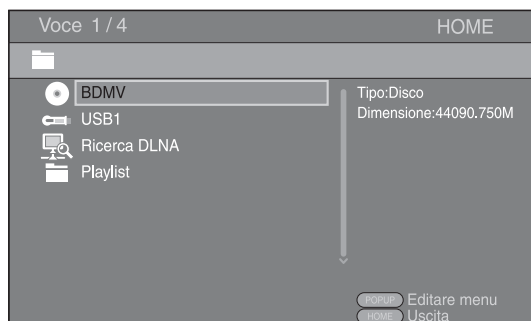 Voce 1 / 4 HOME
BDMV
USB1
Ricerca DLNA
Playlist
Tipo:Disco
Dimensione:44090.750M
POPUP Editare menu
HOME Uscita